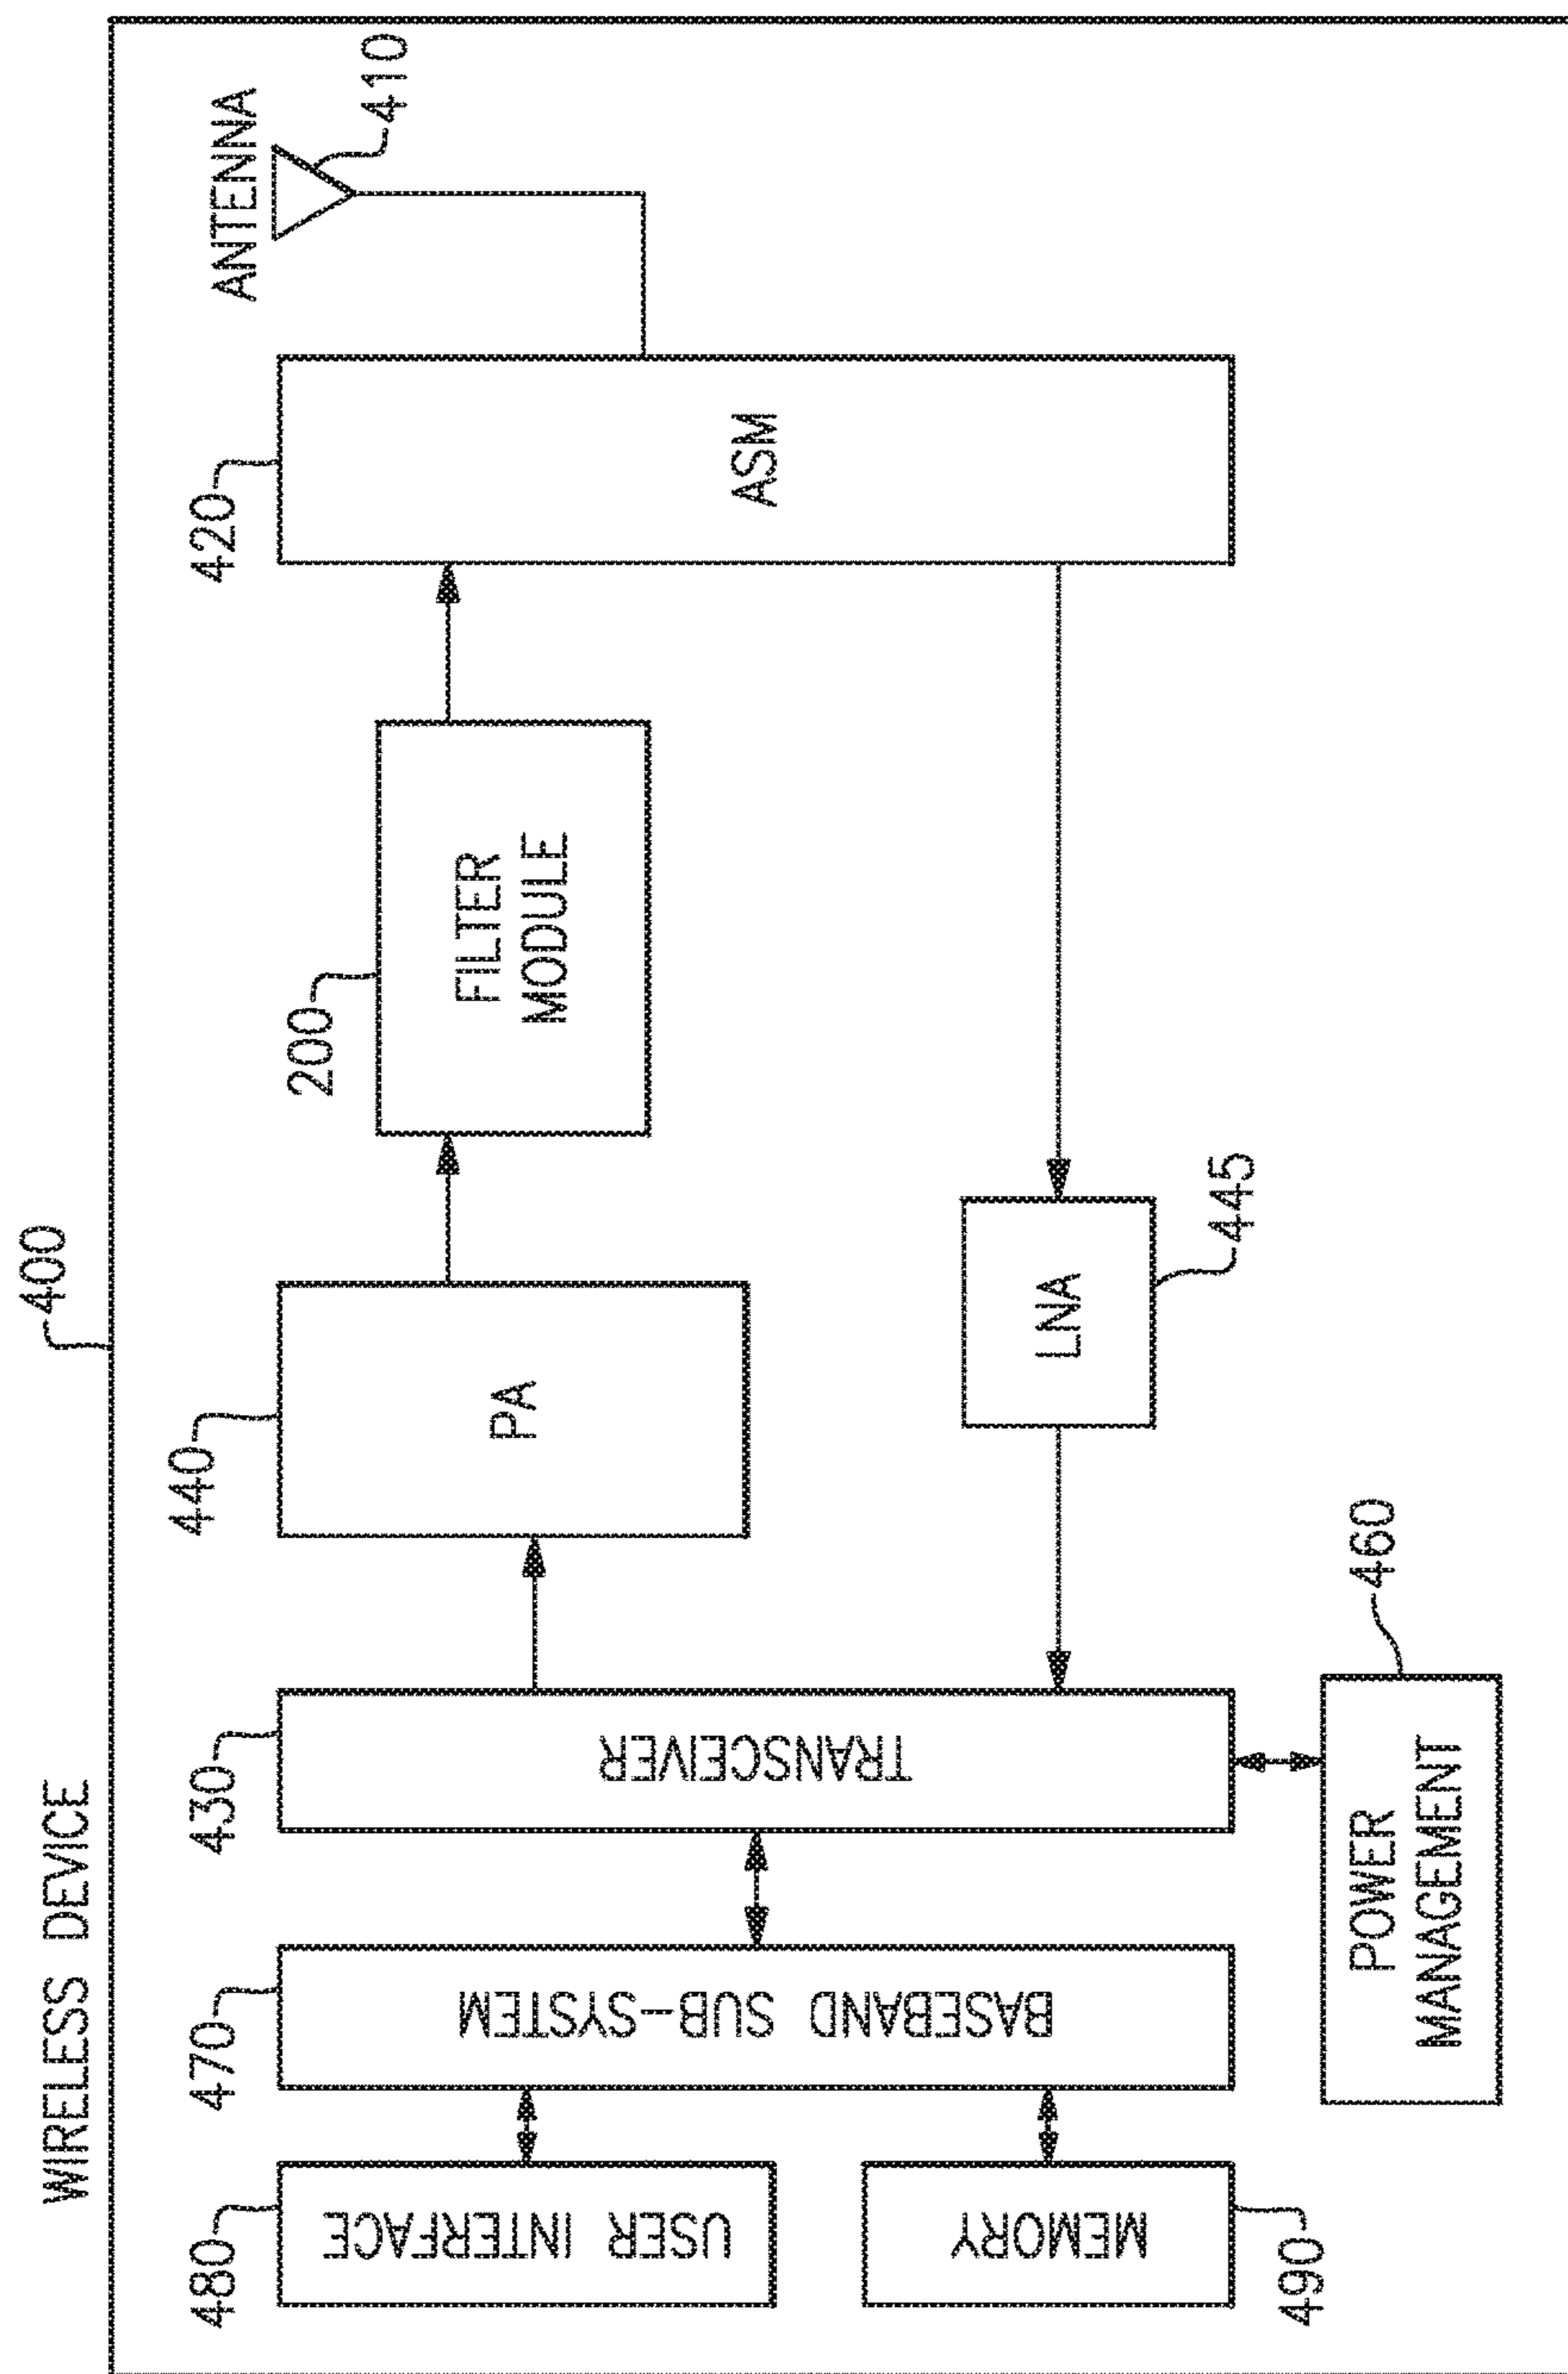 WIRELESS DEVICE
400
480
USER INTERFACE
470
BASEBAND SUB-SYSTEM
430
TRANSCEIVER
440
PA
200
FILTER
MODULE
420
ASM
ANTENNA
410
MEMORY
490
POWER
MANAGEMENT
460
LNA
445